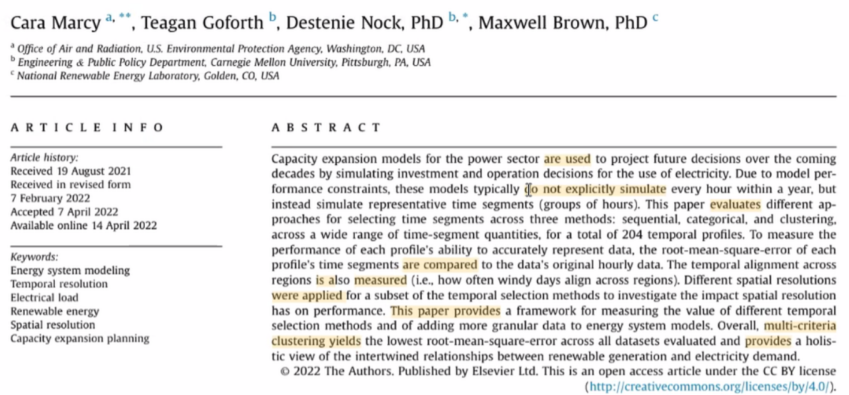 Cara Marcy a, **, Teagan Goforth b, Destenie Nock, PhD b, *, Maxwell Brown, PhD c
a Office of Air and Radiation, U.S. Environmental Protection Agency, Washington, DC, USA
b Engineering & Public Policy Department, Carnegie Mellon University, Pittsburgh, PA, USA
c National Renewable Energy Laboratory, Golden, CO, USA
ARTICLE INFO
Article history:
Received 19 August 2021
Received in revised form
7 February 2022
Accepted 7 April 2022
Available online 14 April 2022
Keywords:
Energy system modeling
Temporal resolution
Electrical load
Renewable energy
Spatial resolution
Capacity expansion planning
ABSTRACT
Capacity expansion models for the power sector are used to project future decisions over the coming
decades by simulating investment and operation decisions for the use of electricity. Due to model per-
formance constraints, these models typically do not explicitly simulate every hour within a year, but
instead simulate representative time segments (groups of hours). This paper evaluates different ap-
proaches for selecting time segments across three methods: sequential, categorical, and clustering,
across a wide range of time-segment quantities, for a total of 204 temporal profiles. To measure the
performance of each profile's ability to accurately represent data, the root-mean-square-error of each
profile's time segments are compared to the data's original hourly data. The temporal alignment across
regions is also measured (i.e., how often windy days align across regions). Different spatial resolutions
were applied for a subset of the temporal selection methods to investigate the impact spatial resolution
has on performance. This paper provides a framework for measuring the value of different temporal
selection methods and of adding more granular data to energy system models. Overall, multi-criteria
clustering yields the lowest root-mean-square-error across all datasets evaluated and provides a holis-
tic view of the intertwined relationships between renewable generation and electricity demand.
© 2022 The Authors. Published by Elsevier Ltd. This is an open access article under the CC BY license
(http://creativecommons.org/licenses/by/4.0/).